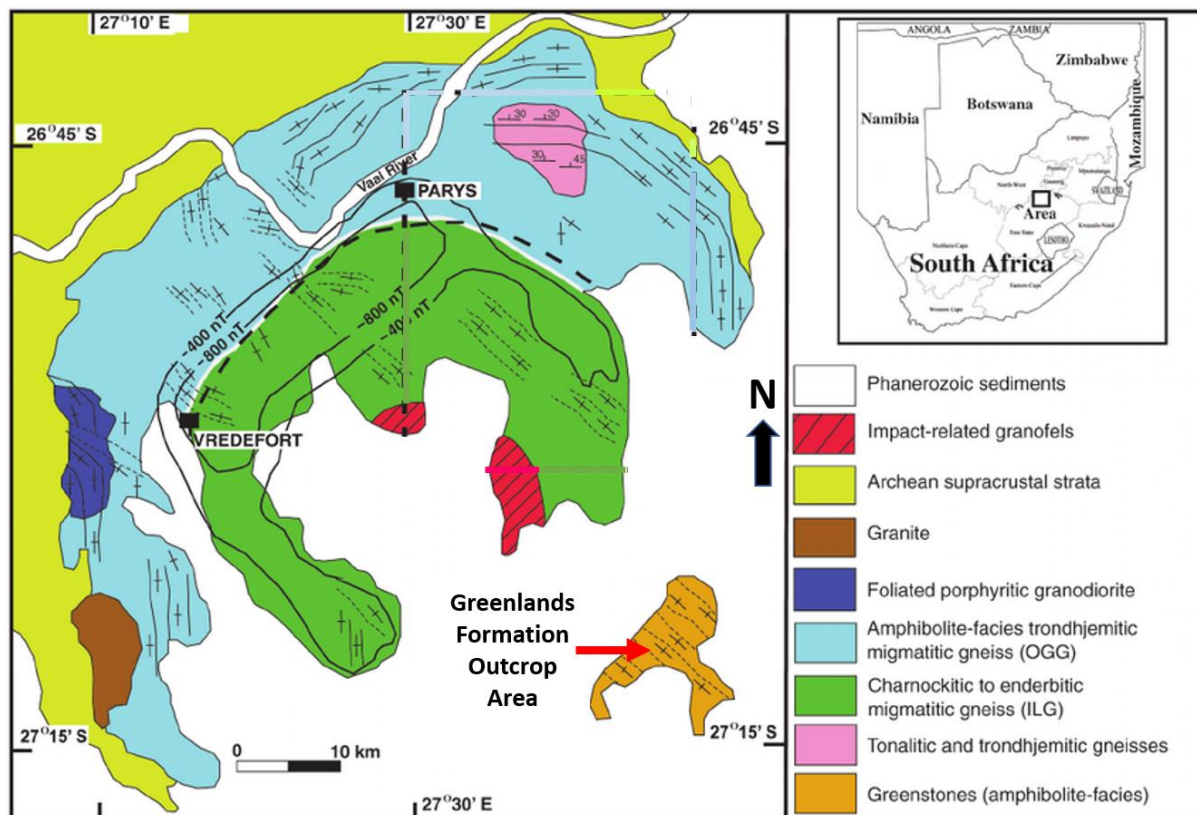 27°10' E
27°30' E
26°45' S
26°45' S
Vaal River
PARYS
30
30
30
45
-400 nT
-800 nT
-800 nT
-400 nT
VREDEFORT
N
Greenlands
Formation
Outcrop
Area
27°15' S
27°15' S
0 10 km
27°30' E
ANGOLA
ZAMBIA
Zimbabwe
Namibia
Botswana
Mozambique
Limpopo
North-West
Gauteng
Mpumalanga
SWAZILAND
Area
Free State
Kwazulu-Natal
LESOTHO
Northern Cape
South Africa
Eastern Cape
Western Cape
Phanerozoic sediments
Impact-related granofels
Archean supracrustal strata
Granite
Foliated porphyritic granodiorite
Amphibolite-facies trondhjemitic
migmatitic gneiss (OGG)
Charnockitic to enderbitic
migmatitic gneiss (ILG)
Tonalitic and trondhjemitic gneisses
Greenstones (amphibolite-facies)